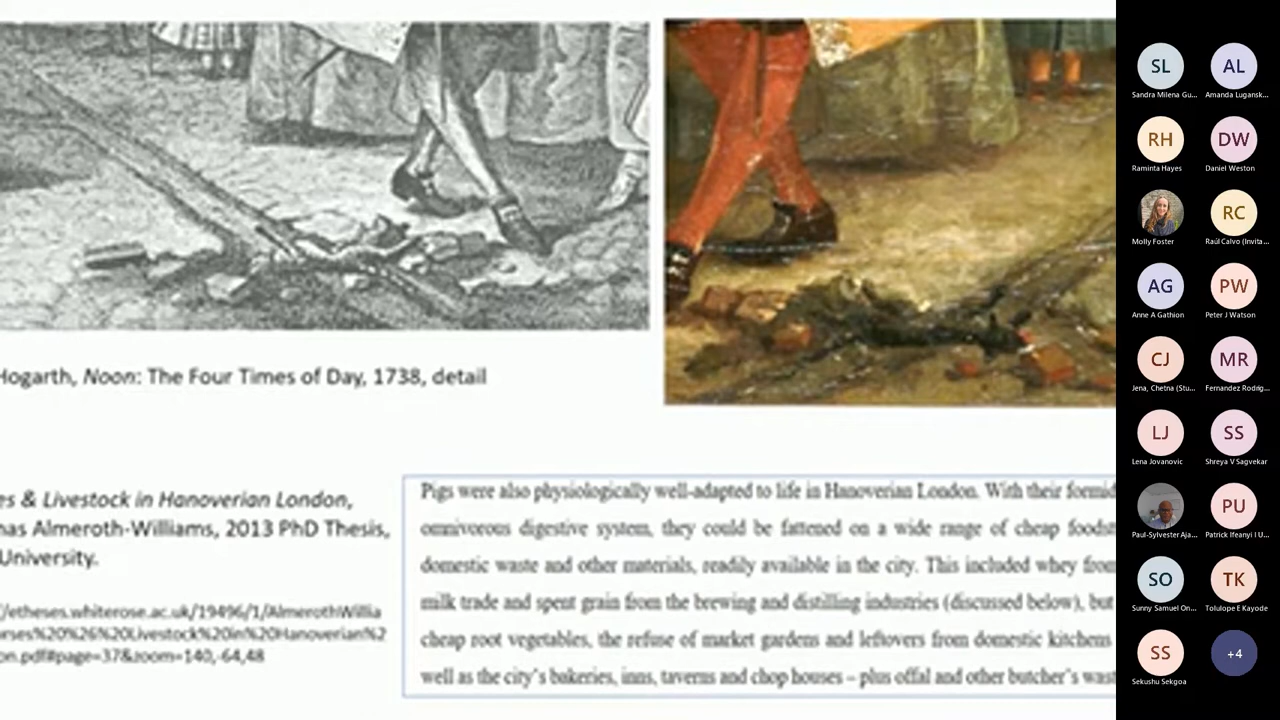 Hogarth, Noon: The Four Times of Day, 1738, detail
es & Livestock in Hanoverian London,
mas Almeroth-Williams, 2013 PhD Thesis,
University.
//etheses.whiterose.ac.uk/19496/1/AlmerothWillia
rses%20%26%20Livestock%20in%20Hanoverian%2
on.pdf#page=37&zoom=140,-64,48
Pigs were also physiologically well-adapted to life in Hanoverian London. With their formid
omnivorous digestive system, they could be fattened on a wide range of cheap foodst
domestic waste and other materials, readily available in the city. This included whey from
milk trade and spent grain from the brewing and distilling industries (discussed below), but
cheap root vegetables, the refuse of market gardens and leftovers from domestic kitchens
well as the city's bakeries, inns, taverns and chop houses – plus offal and other butcher's wast
SL
Sandra Milena Gu...
AL
Amanda Lugansk...
RH
Raminta Hayes
DW
Daniel Weston
Molly Foster
RC
Raúl Calvo (Invita...
AG
Anne A Gathion
PW
Peter J Watson
CJ
Jena, Chetna (Stu...
MR
Fernandez Rodrig...
LJ
Lena Jovanovic
SS
Shreya V Sagvekar
Paul-Sylvester Aja...
PU
Patrick Ifeanyi I U...
SO
Sunny Samuel On...
TK
Tolulope E Kayode
SS
Sekushu Sekgoa
+4